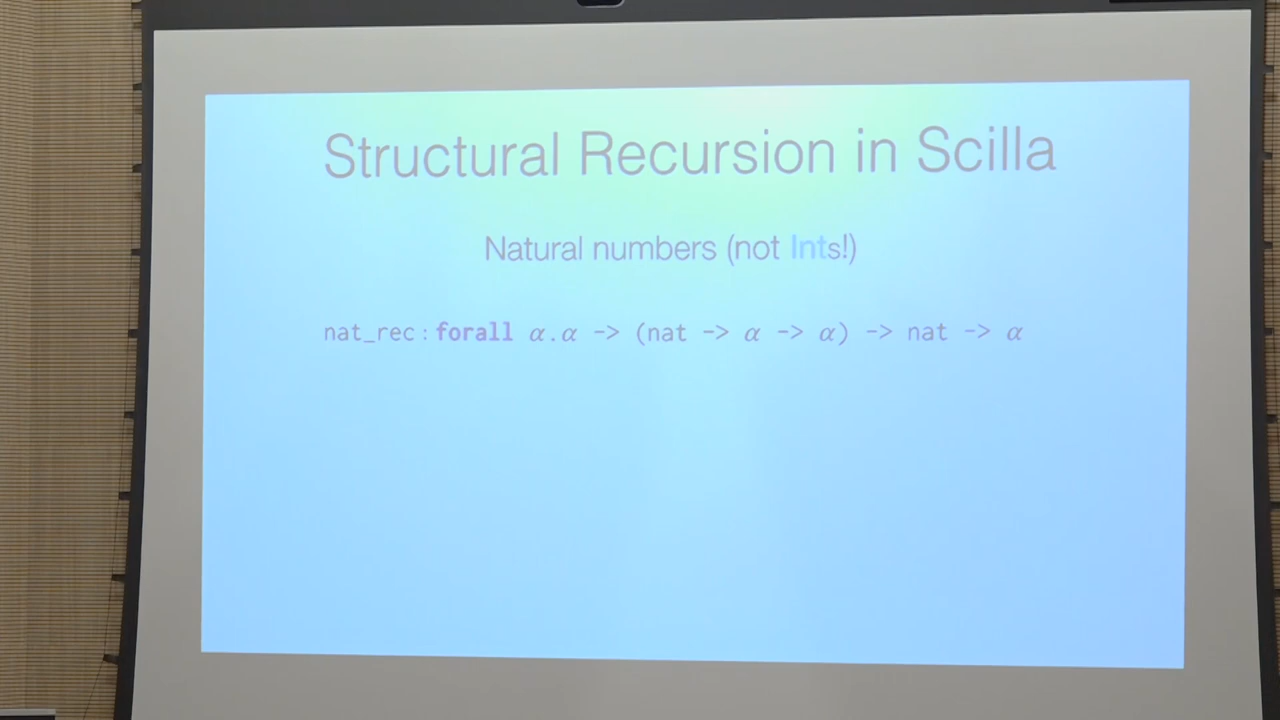 Structural Recursion in Scilla
Natural numbers (not Ints!)
nat_rec : forall α.α -> (nat -> α -> α) -> nat -> α